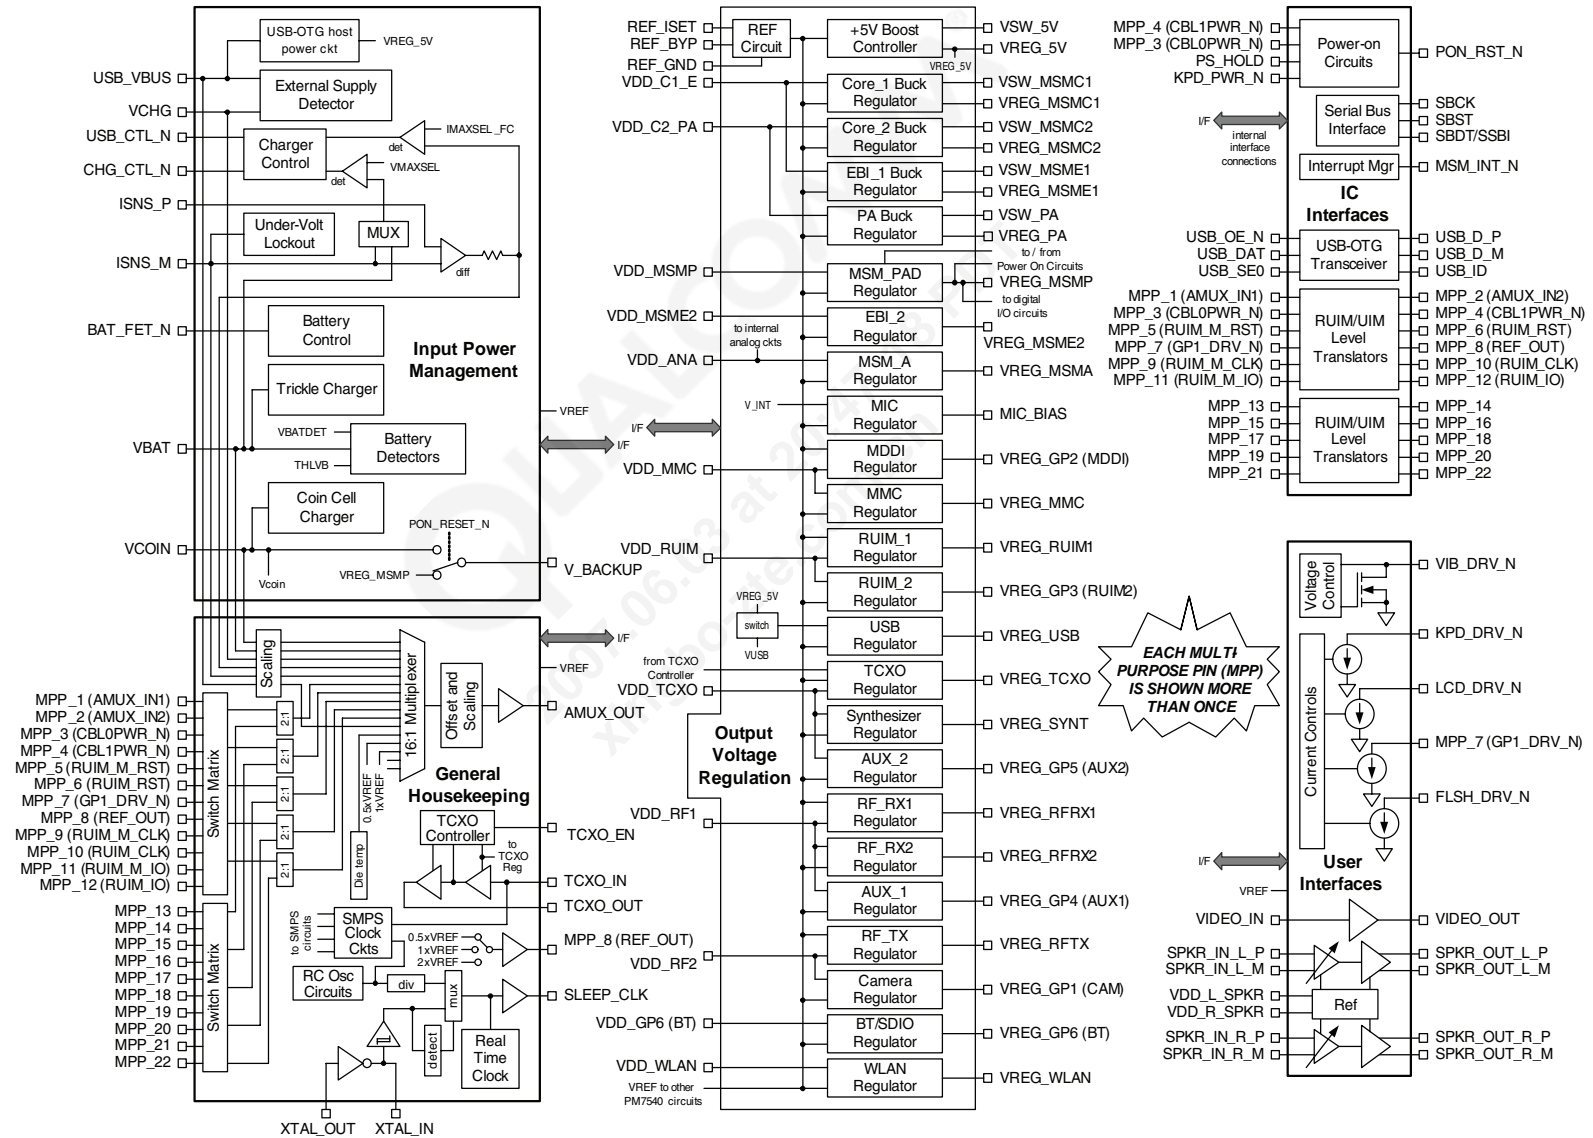 USB-OTG host
power ckt
VREG_5V
USB_VBUS
External Supply
Detector
VCHG
USB_CTL_N
Charger
Control
IMAXSEL_FC
det
CHG_CTL_N
VMAXSEL
det
ISNS_P
Under-Volt
Lockout
MUX
ISNS_M
diff
BAT_FET_N
Battery
Control
Input Power
Management
Trickle Charger
VREF
VBATDET
Battery
Detectors
VBAT
THLVB
I/F
Coin Cell
Charger
PON_RESET_N
VCOIN
Vcoin
VREG_MSMP
V_BACKUP
I/F
VREF
Scaling
16:1 Multiplexer
Offset and
Scaling
AMUX_OUT
MPP_1 (AMUX_IN1)
MPP_2 (AMUX_IN2)
MPP_3 (CBL0PWR_N)
MPP_4 (CBL1PWR_N)
MPP_5 (RUIM_M_RST)
MPP_6 (RUIM_RST)
MPP_7 (GP1_DRV_N)
MPP_8 (REF_OUT)
MPP_9 (RUIM_M_CLK)
MPP_10 (RUIM_CLK)
MPP_11 (RUIM_M_IO)
MPP_12 (RUIM_IO)
Switch Matrix
2:1
2:1
2:1
2:1
2:1
Die temp
0.5xVREF
1xVREF
General
Housekeeping
TCXO
Controller
TCXO_EN
to
TCXO
Reg
TCXO_IN
TCXO_OUT
MPP_13
MPP_14
MPP_15
MPP_16
MPP_17
MPP_18
MPP_19
MPP_20
MPP_21
MPP_22
Switch Matrix
to SMPS
circuits
SMPS
Clock
Ckts
0.5xVREF
1xVREF
2xVREF
MPP_8 (REF_OUT)
RC Osc
Circuits
div
mux
SLEEP_CLK
detect
Real
Time
Clock
XTAL_OUT
XTAL_IN
REF_ISET
REF_BYP
REF_GND
REF
Circuit
+5V Boost
Controller
VSW_5V
VREG_5V
VREG_5V
VDD_C1_E
Core_1 Buck
Regulator
VSW_MSMC1
VREG_MSMC1
VDD_C2_PA
Core_2 Buck
Regulator
VSW_MSMC2
VREG_MSMC2
EBI_1 Buck
Regulator
VSW_MSME1
VREG_MSME1
PA Buck
Regulator
VSW_PA
VREG_PA
to / from
Power On Circuits
VDD_MSMP
MSM_PAD
Regulator
VREG_MSMP
to digital
I/O circuits
VDD_MSME2
EBI_2
Regulator
VREG_MSME2
to internal
analog ckts
VDD_ANA
MSM_A
Regulator
VREG_MSMA
V_INT
MIC
Regulator
MIC_BIAS
I/F
VDD_MMC
MDDI
Regulator
VREG_GP2 (MDDI)
MMC
Regulator
VREG_MMC
VDD_RUIM
RUIM_1
Regulator
VREG_RUIM1
RUIM_2
Regulator
VREG_GP3 (RUIM2)
VREG_5V
switch
VUSB
USB
Regulator
VREG_USB
from TCXO
Controller
VDD_TCXO
TCXO
Regulator
VREG_TCXO
Synthesizer
Regulator
VREG_SYNT
Output
Voltage
Regulation
AUX_2
Regulator
VREG_GP5 (AUX2)
VDD_RF1
RF_RX1
Regulator
VREG_RFRX1
RF_RX2
Regulator
VREG_RFRX2
AUX_1
Regulator
VREG_GP4 (AUX1)
VDD_RF2
RF_TX
Regulator
VREG_RFTX
Camera
Regulator
VREG_GP1 (CAM)
VDD_GP6 (BT)
BT/SDIO
Regulator
VREG_GP6 (BT)
VDD_WLAN
WLAN
Regulator
VREG_WLAN
VREF to other
PM7540 circuits
MPP_4 (CBL1PWR_N)
MPP_3 (CBL0PWR_N)
PS_HOLD
KPD_PWR_N
Power-on
Circuits
PON_RST_N
I/F
internal
interface
connections
Serial Bus
Interface
SBCK
SBST
SBDT/SSBI
Interrupt Mgr
MSM_INT_N
IC
Interfaces
USB_OE_N
USB_DAT
USB_SE0
USB-OTG
Transceiver
USB_D_P
USB_D_M
USB_ID
MPP_1 (AMUX_IN1)
MPP_3 (CBL0PWR_N)
MPP_5 (RUIM_M_RST)
MPP_7 (GP1_DRV_N)
MPP_9 (RUIM_M_CLK)
MPP_11 (RUIM_M_IO)
RUIM/UIM
Level
Translators
MPP_2 (AMUX_IN2)
MPP_4 (CBL1PWR_N)
MPP_6 (RUIM_RST)
MPP_8 (REF_OUT)
MPP_10 (RUIM_CLK)
MPP_12 (RUIM_IO)
MPP_13
MPP_15
MPP_17
MPP_19
MPP_21
RUIM/UIM
Level
Translators
MPP_14
MPP_16
MPP_18
MPP_20
MPP_22
EACH MULTI-
PURPOSE PIN (MPP)
IS SHOWN MORE
THAN ONCE
Voltage
Control
VIB_DRV_N
Current Controls
KPD_DRV_N
LCD_DRV_N
MPP_7 (GP1_DRV_N)
FLSH_DRV_N
I/F
User
Interfaces
VREF
VIDEO_IN
VIDEO_OUT
SPKR_IN_L_P
SPKR_IN_L_M
SPKR_OUT_L_P
SPKR_OUT_L_M
VDD_L_SPKR
VDD_R_SPKR
Ref
SPKR_IN_R_P
SPKR_IN_R_M
SPKR_OUT_R_P
SPKR_OUT_R_M
QUALCOMM